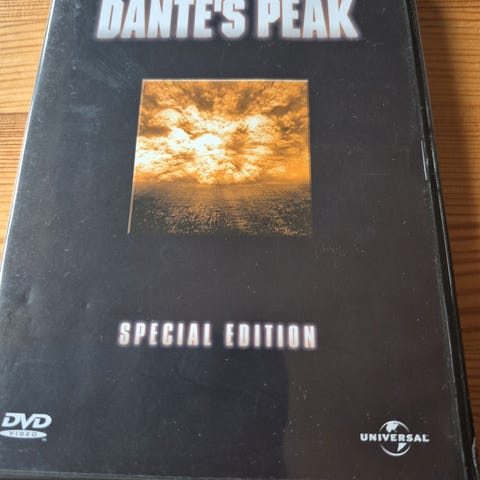 DANTE'S PEAK
SPECIAL EDITION
DVD
VIDEO
UNIVERSAL